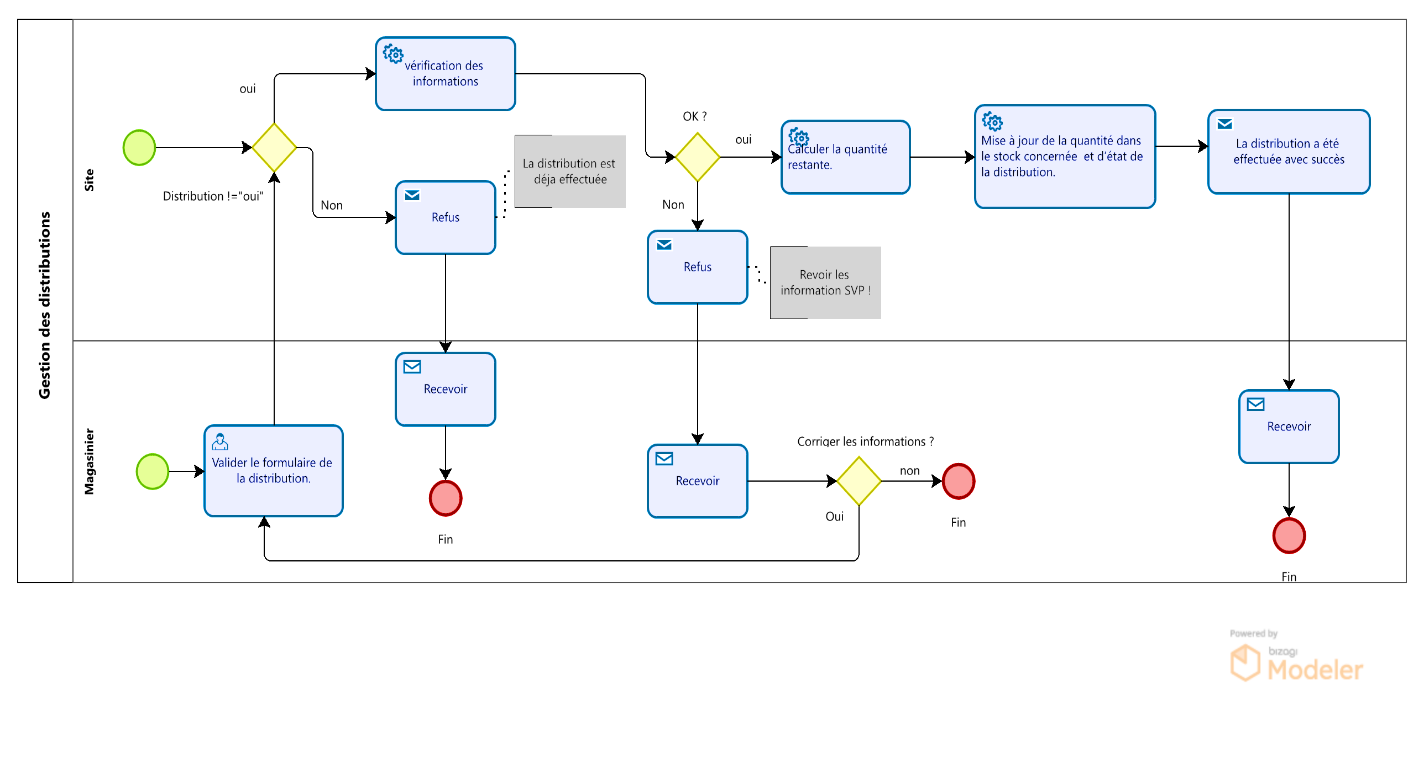 Gestion des distributions
Site
Magasinier
vérification des
informations
oui
OK ?
oui
Calculer la quantité
restante.
Mise à jour de la quantité dans
le stock concernée et d'état de
la distribution.
La distribution a été
effectuée avec succès
La distribution est
déja effectuée
Distribution !="oui"
Non
Refus
Non
Refus
Revoir les
information SVP !
Recevoir
Valider le formulaire de
la distribution.
Fin
Recevoir
Corriger les informations ?
non
Oui
Fin
Recevoir
Fin
Powered by
bizagi
Modeler